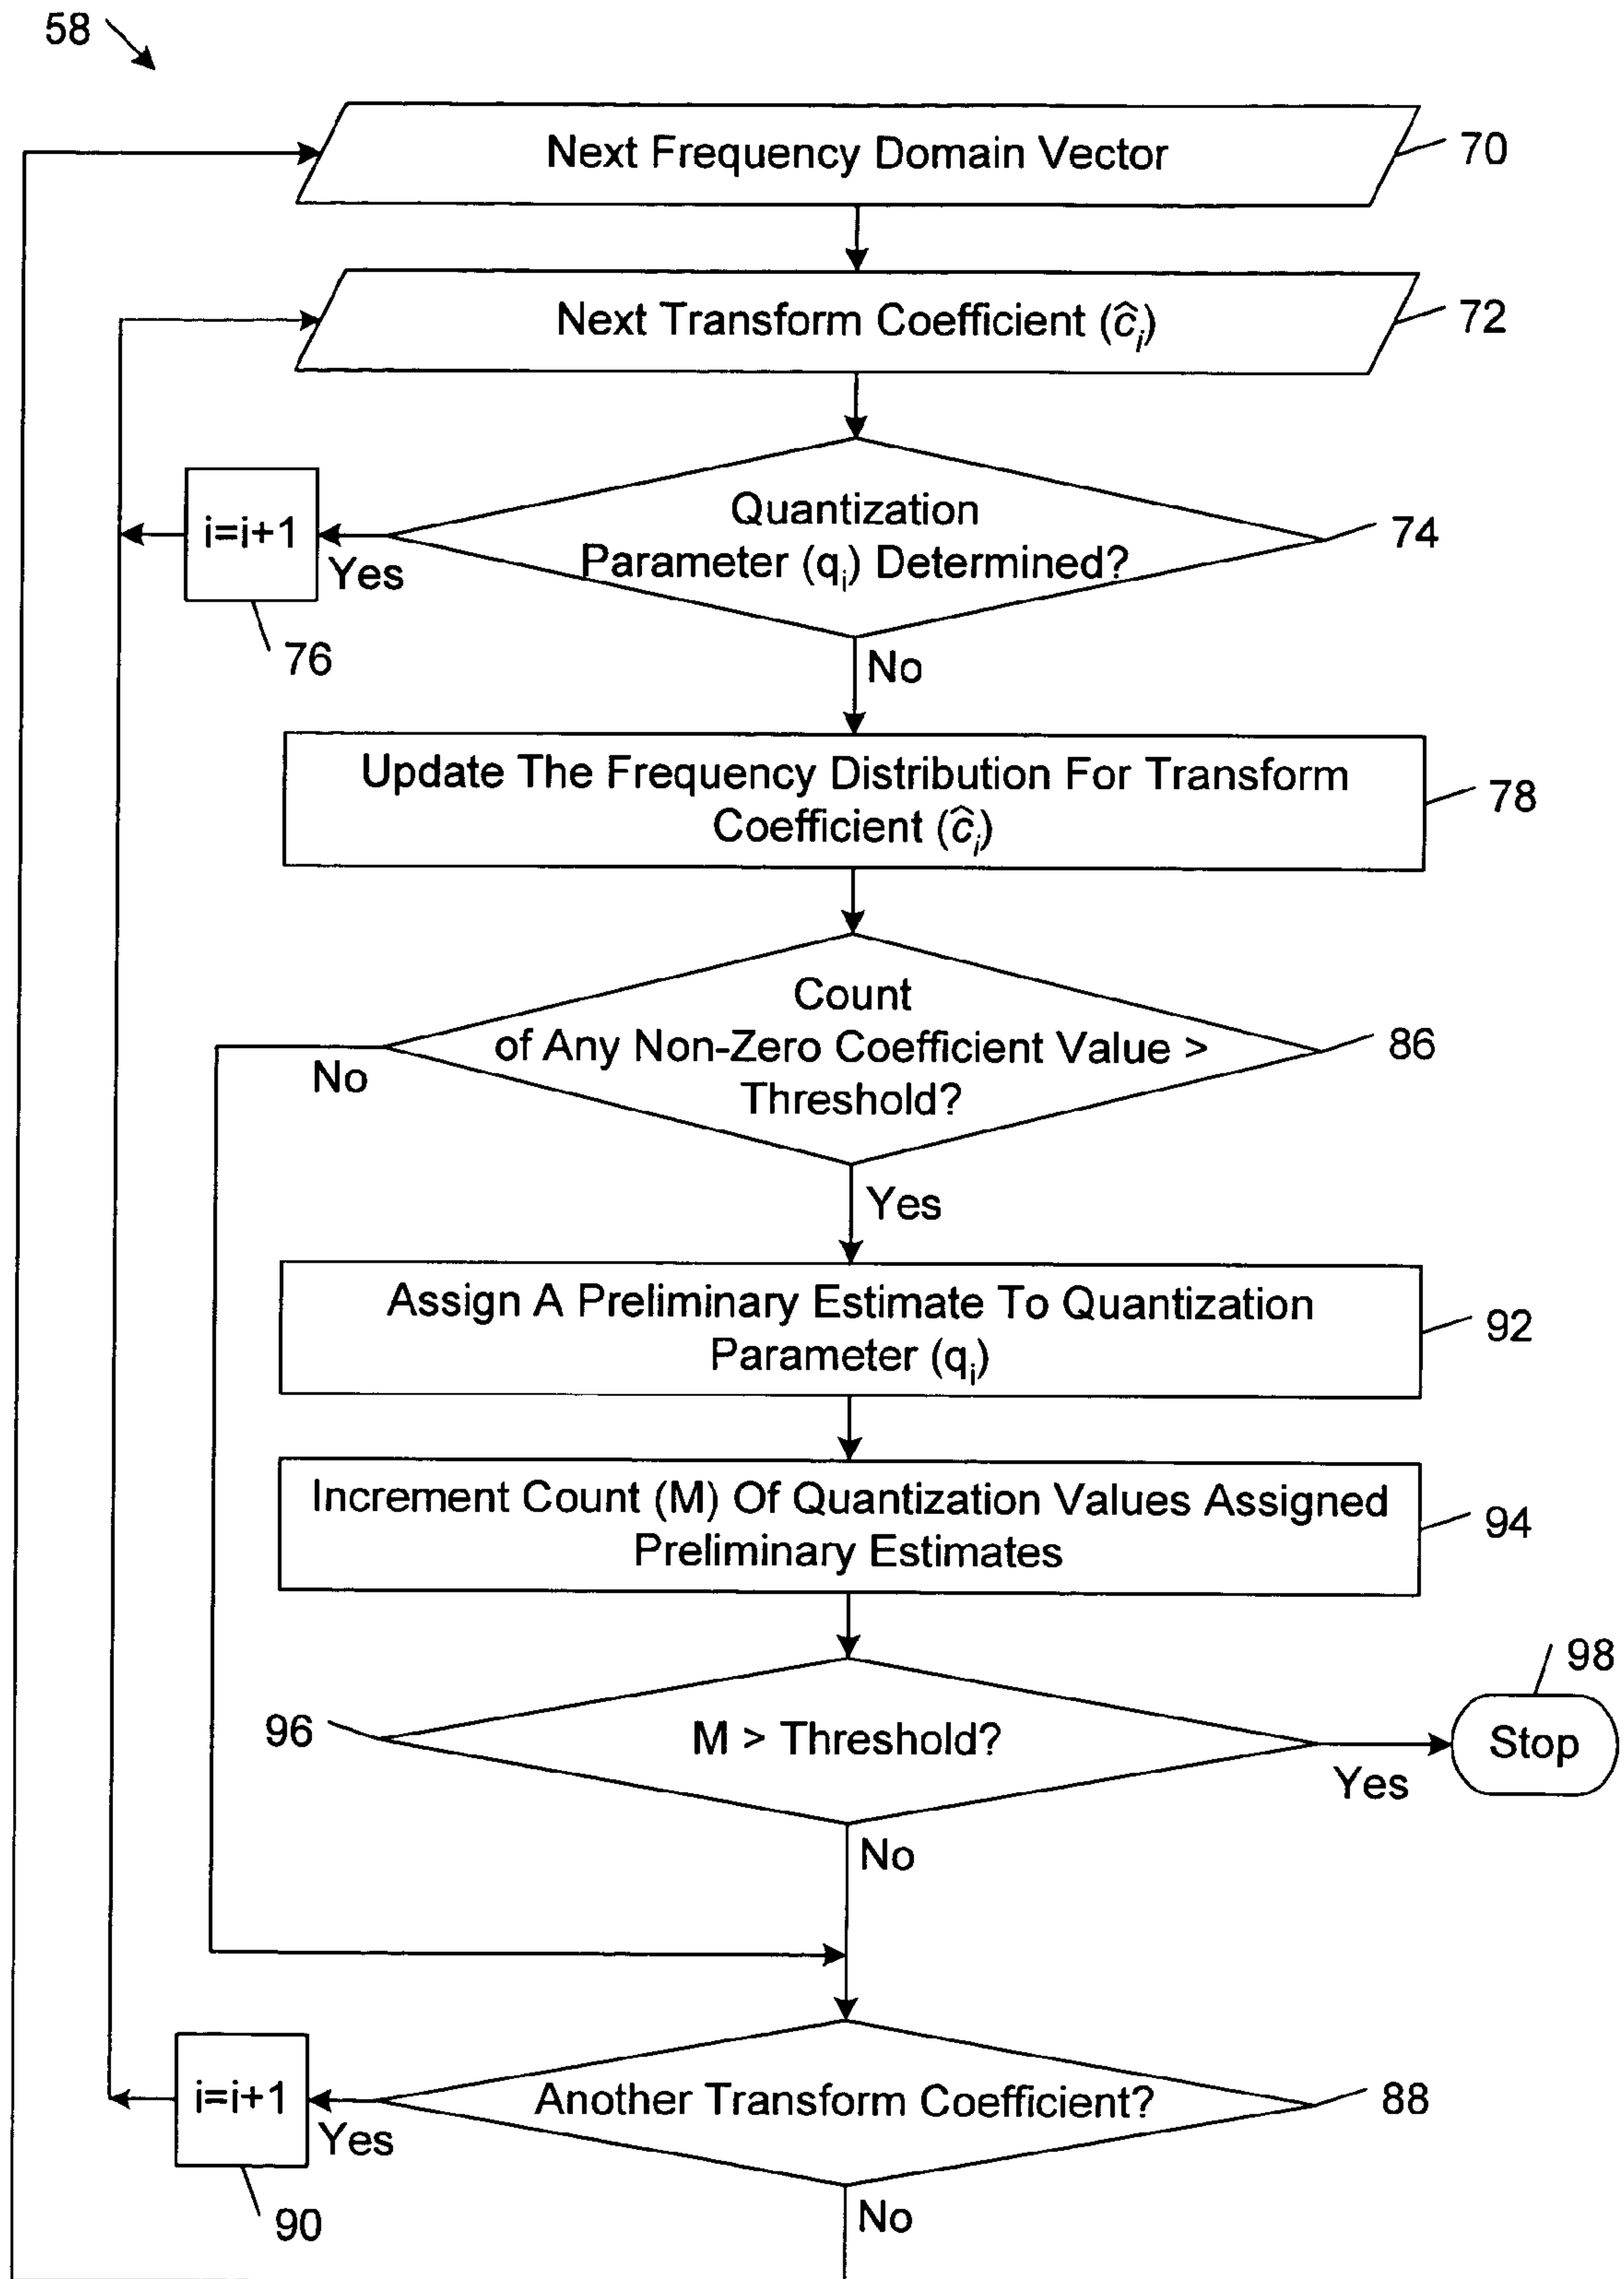 58
Next Frequency Domain Vector
70
Next Transform Coefficient (ĉᵢ)
72
Quantization
Parameter (qᵢ) Determined?
74
i=i+1
Yes
76
No
Update The Frequency Distribution For Transform
Coefficient (ĉᵢ)
78
Count
of Any Non-Zero Coefficient Value >
Threshold?
86
No
Yes
Assign A Preliminary Estimate To Quantization
Parameter (qᵢ)
92
Increment Count (M) Of Quantization Values Assigned
Preliminary Estimates
94
96
M > Threshold?
98
Stop
Yes
No
Another Transform Coefficient?
88
i=i+1
Yes
90
No